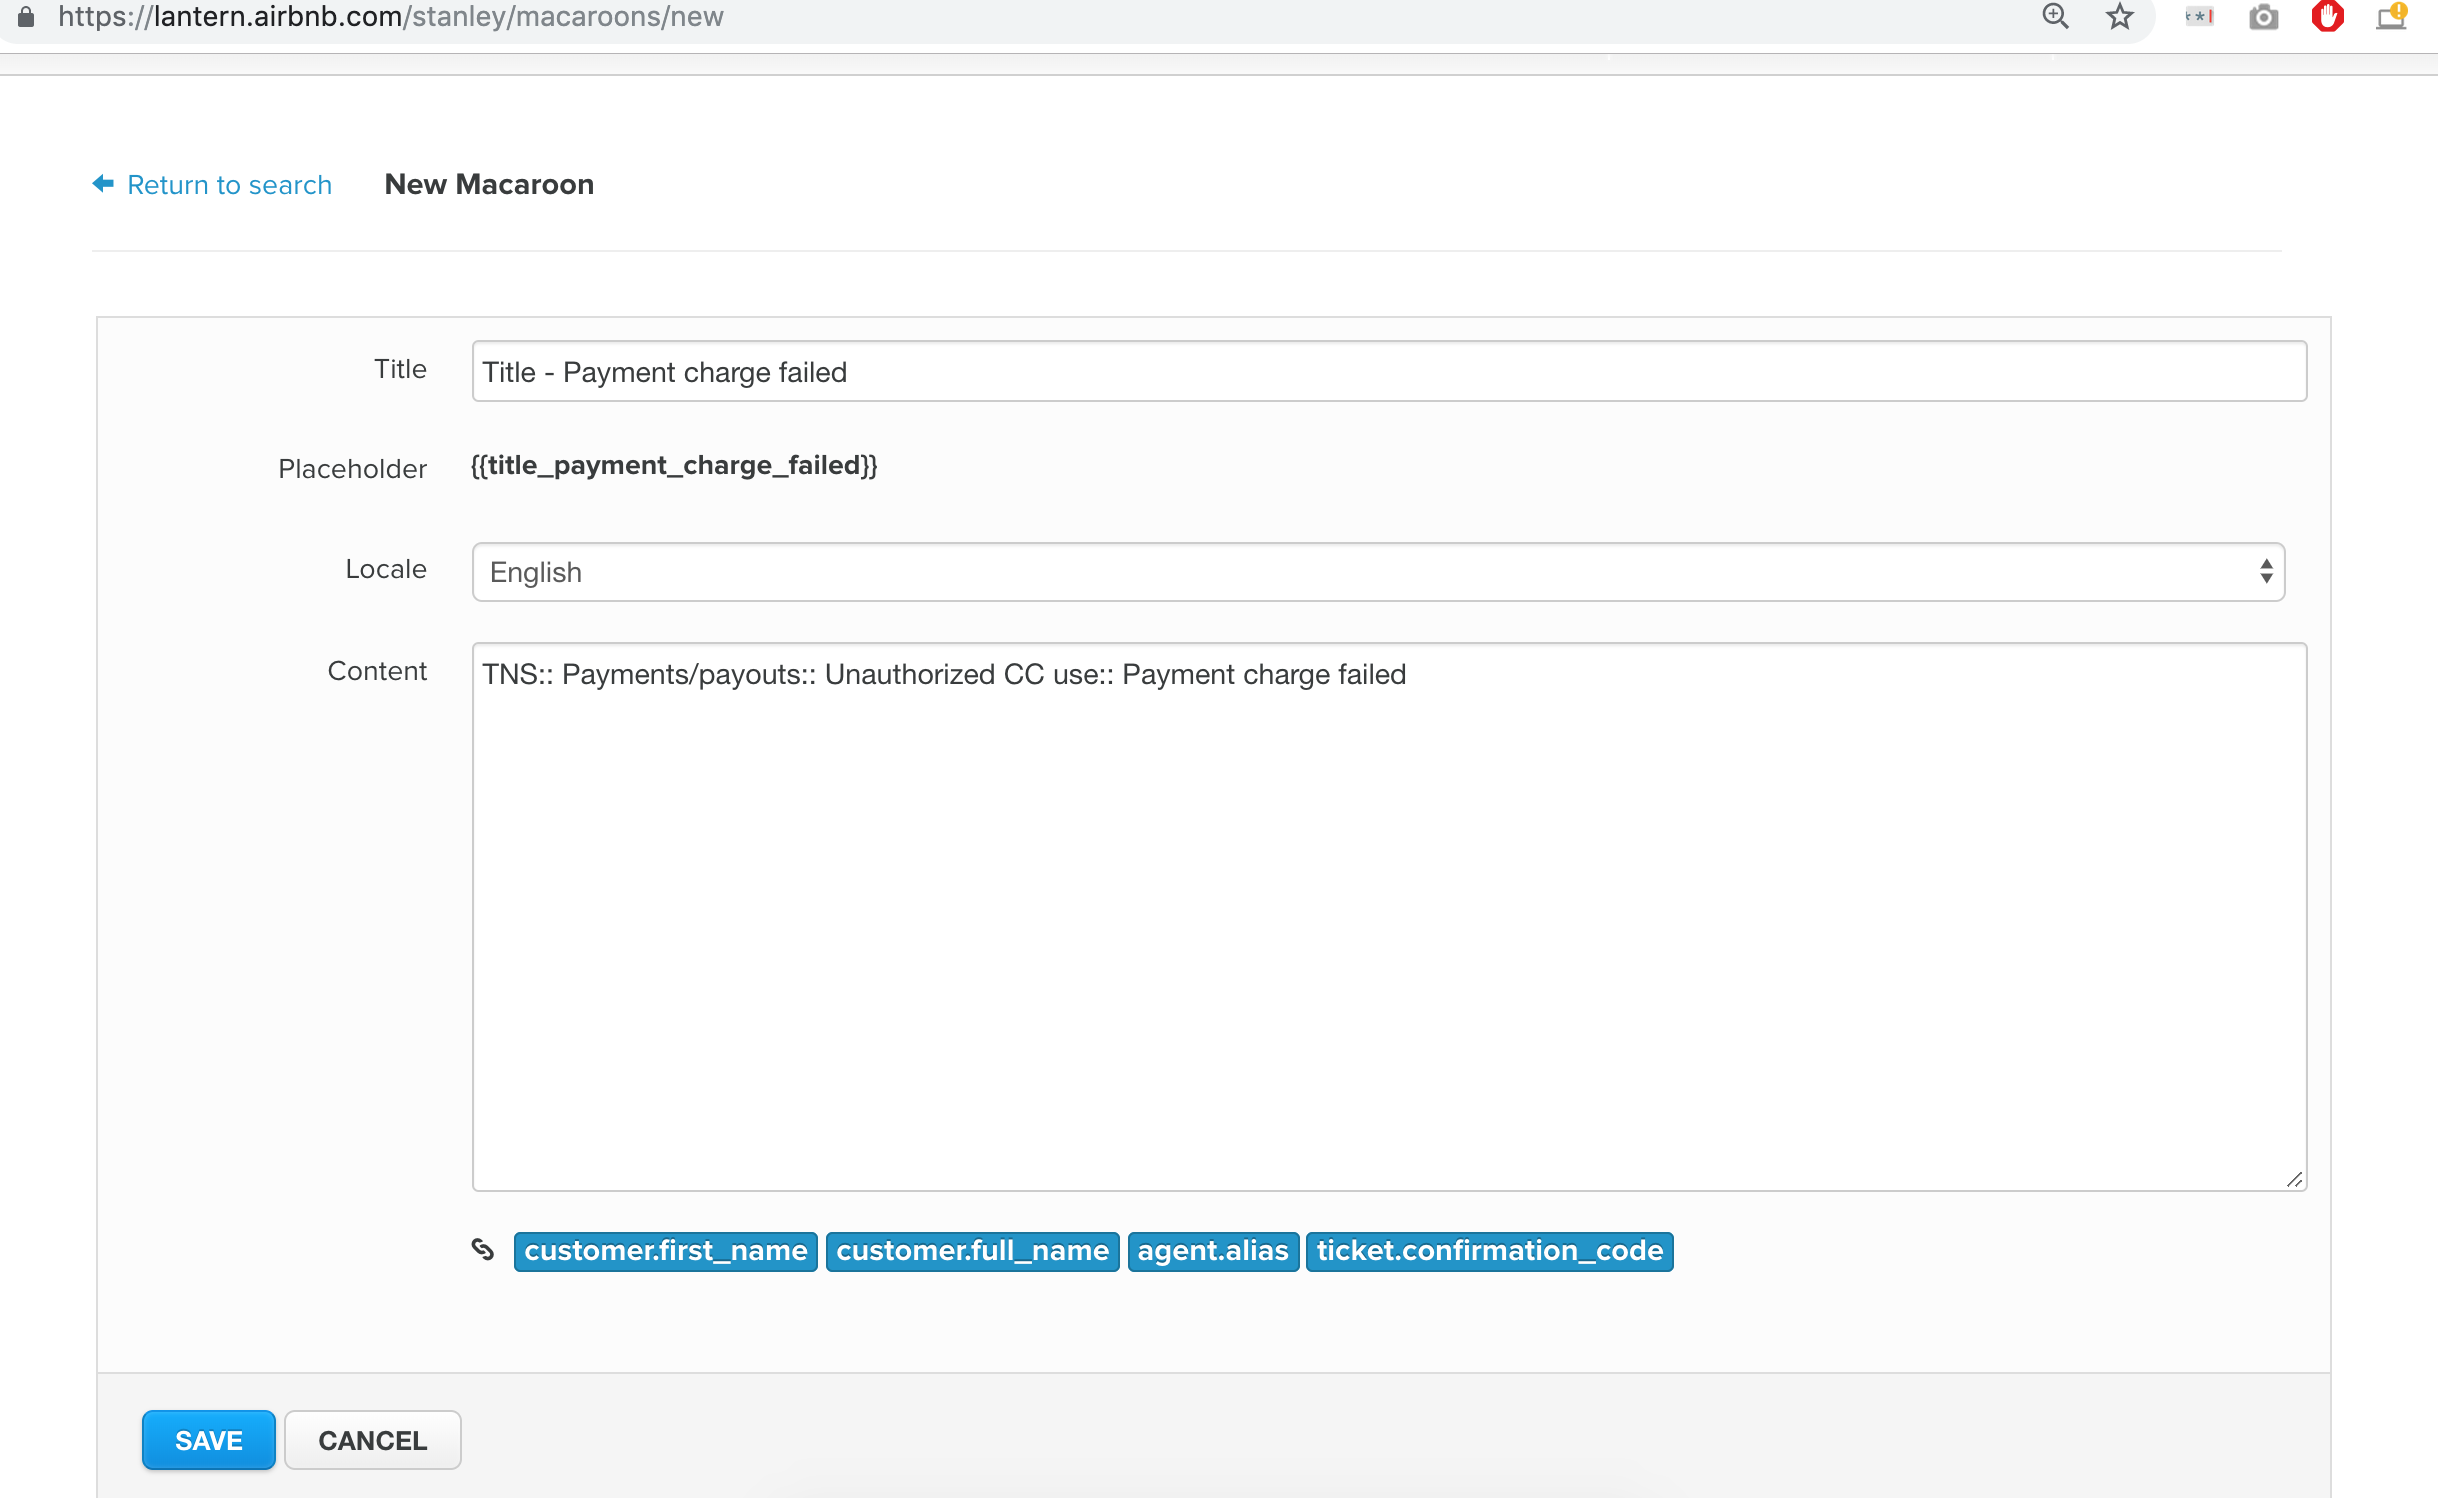 https://lantern.airbnb.com/stanley/macaroons/new
Return to search New Macaroon
Title Title - Payment charge failed
Placeholder {{title_payment_charge_failed}}
Locale English
Content TNS:: Payments/payouts:: Unauthorized CC use:: Payment charge failed
customer.first_name customer.full_name agent.alias ticket.confirmation_code
SAVE CANCEL